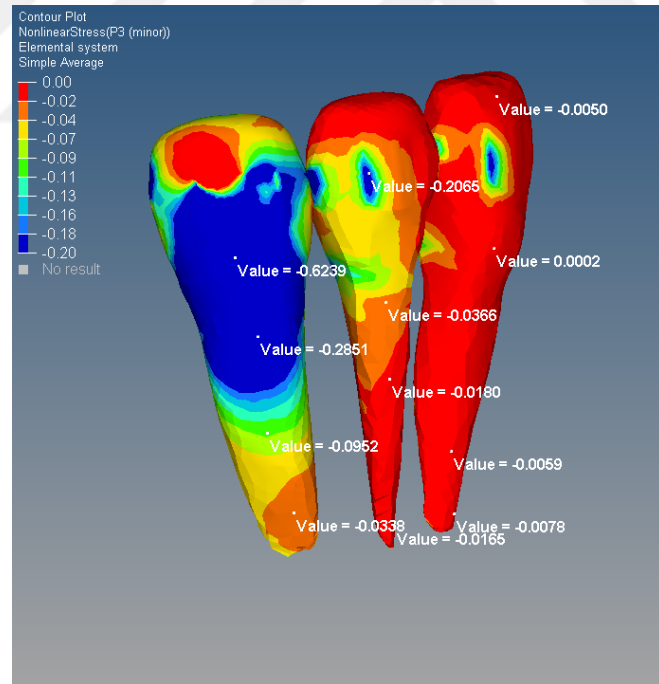 Contour Plot
NonlinearStress(P3 (minor))
Elemental system
Simple Average
0.00
-0.02
-0.04
-0.07
-0.09
-0.11
-0.13
-0.16
-0.18
-0.20
No result
Value = -0.0050
Value = -0.2065
Value = 0.0002
Value = -0.6239
Value = -0.0366
Value = -0.2851
Value = -0.0180
Value = -0.0952
Value = -0.0059
Value = -0.0338
Value = -0.0078
Value = -0.0165